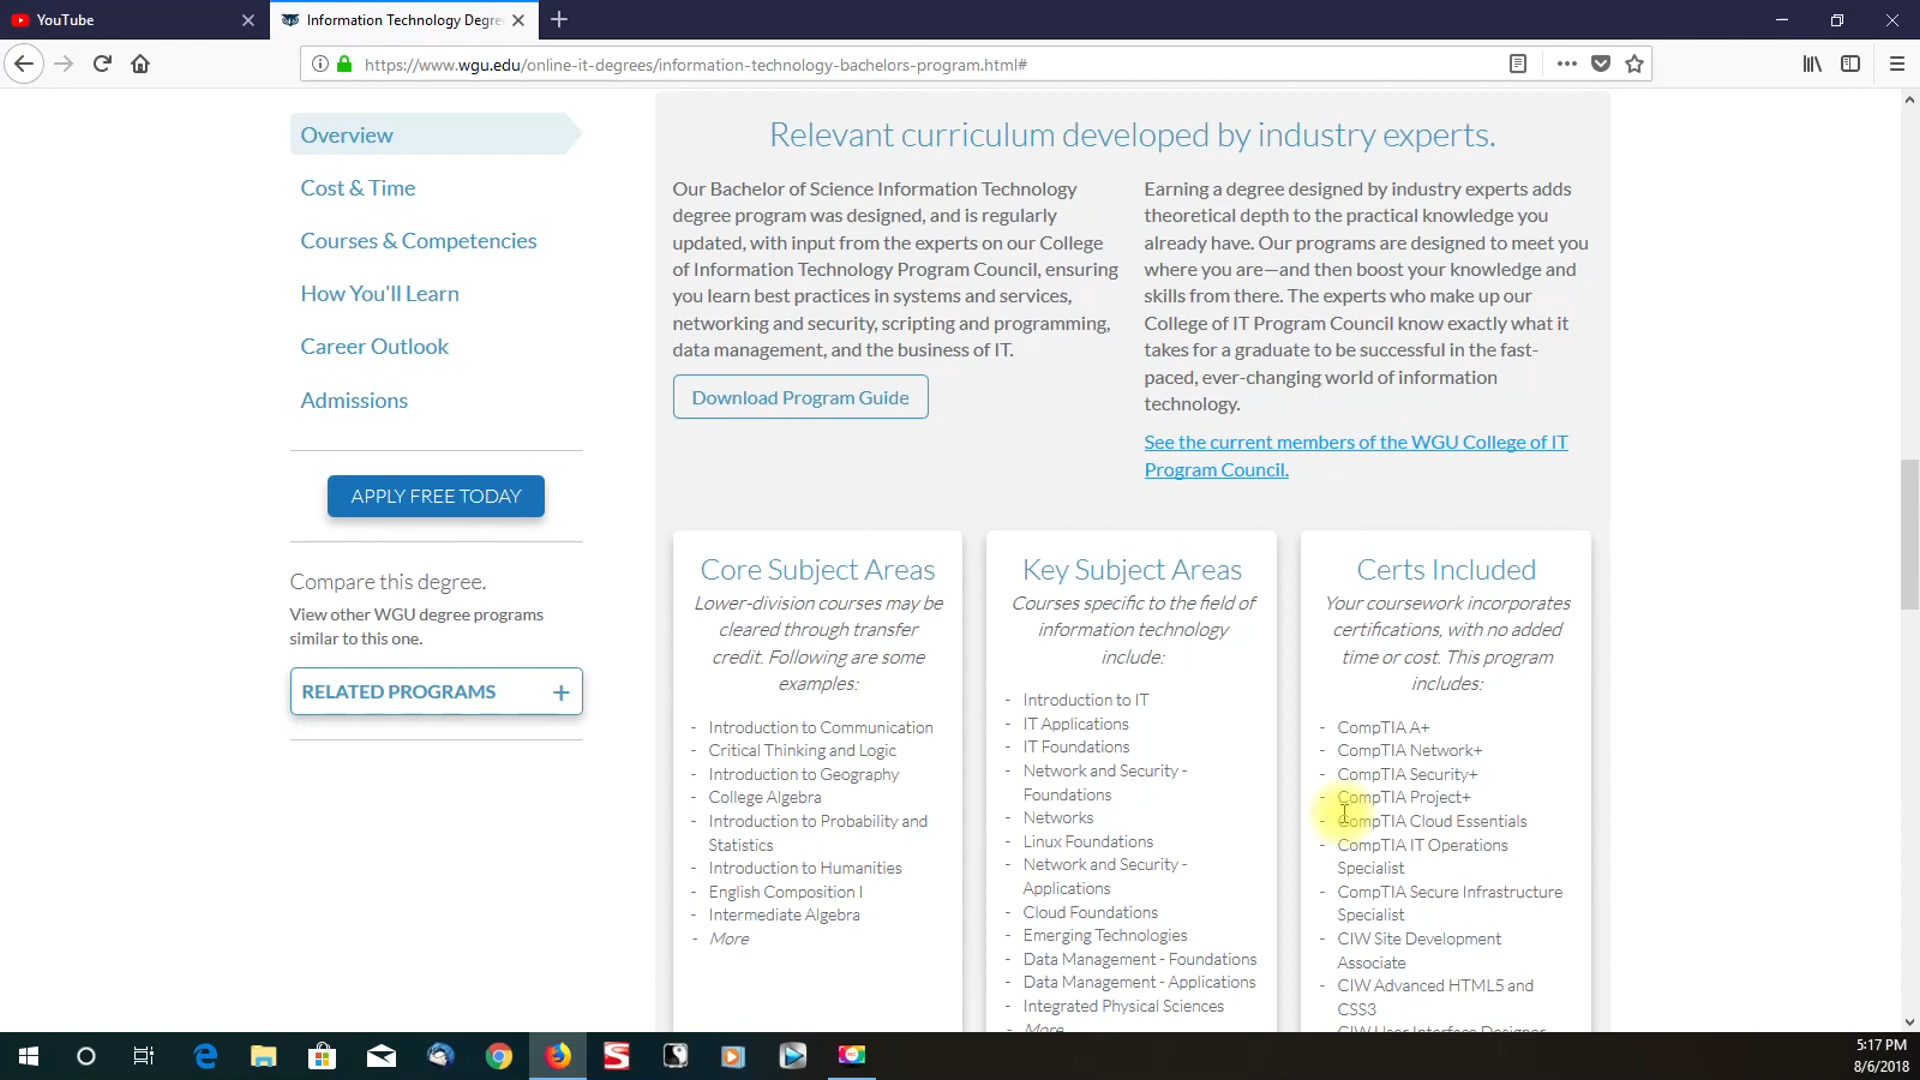 YouTube
Information Technology Degre
https://www.wgu.edu/online-it-degrees/information-technology-bachelors-program.html#
Overview
Cost & Time
Courses & Competencies
How You'll Learn
Career Outlook
Admissions
APPLY FREE TODAY
Compare this degree.
View other WGU degree programs
similar to this one.
RELATED PROGRAMS +
Relevant curriculum developed by industry experts.
Our Bachelor of Science Information Technology
degree program was designed, and is regularly
updated, with input from the experts on our College
of Information Technology Program Council, ensuring
you learn best practices in systems and services,
networking and security, scripting and programming,
data management, and the business of IT.
Download Program Guide
Earning a degree designed by industry experts adds
theoretical depth to the practical knowledge you
already have. Our programs are designed to meet you
where you are—and then boost your knowledge and
skills from there. The experts who make up our
College of IT Program Council know exactly what it
takes for a graduate to be successful in the fast-
paced, ever-changing world of information
technology.
See the current members of the WGU College of IT
Program Council.
Core Subject Areas
Lower-division courses may be
cleared through transfer
credit. Following are some
examples:
- Introduction to Communication
- Critical Thinking and Logic
- Introduction to Geography
- College Algebra
- Introduction to Probability and
Statistics
- Introduction to Humanities
- English Composition I
- Intermediate Algebra
- More
Key Subject Areas
Courses specific to the field of
information technology
include:
- Introduction to IT
- IT Applications
- IT Foundations
- Network and Security -
Foundations
- Networks
- Linux Foundations
- Network and Security -
Applications
- Cloud Foundations
- Emerging Technologies
- Data Management - Foundations
- Data Management - Applications
- Integrated Physical Sciences
- More
Certs Included
Your coursework incorporates
certifications, with no added
time or cost. This program
includes:
- CompTIA A+
- CompTIA Network+
- CompTIA Security+
- CompTIA Project+
- CompTIA Cloud Essentials
- CompTIA IT Operations
Specialist
- CompTIA Secure Infrastructure
Specialist
- CIW Site Development
Associate
- CIW Advanced HTML5 and
CSS3
- CIW User Interface Designer
5:17 PM
8/6/2018